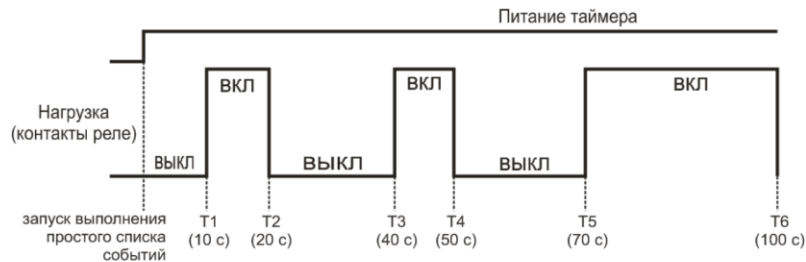 Питание таймера
ВКЛ
ВКЛ
ВКЛ
Нагрузка
(контакты реле)
ВЫКЛ
ВЫКЛ
ВЫКЛ
запуск выполнения
простого списка
событий
T1
(10 с)
T2
(20 с)
T3
(40 с)
T4
(50 с)
T5
(70 с)
T6
(100 с)